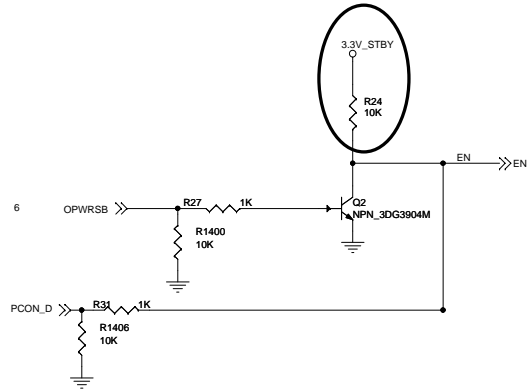 3.3V_STBY
R24
10K
EN
EN
Q2
NPN_3DG3904M
6
OPWRSB
R27
1K
R1400
10K
PCON_D
R31
1K
R1406
10K